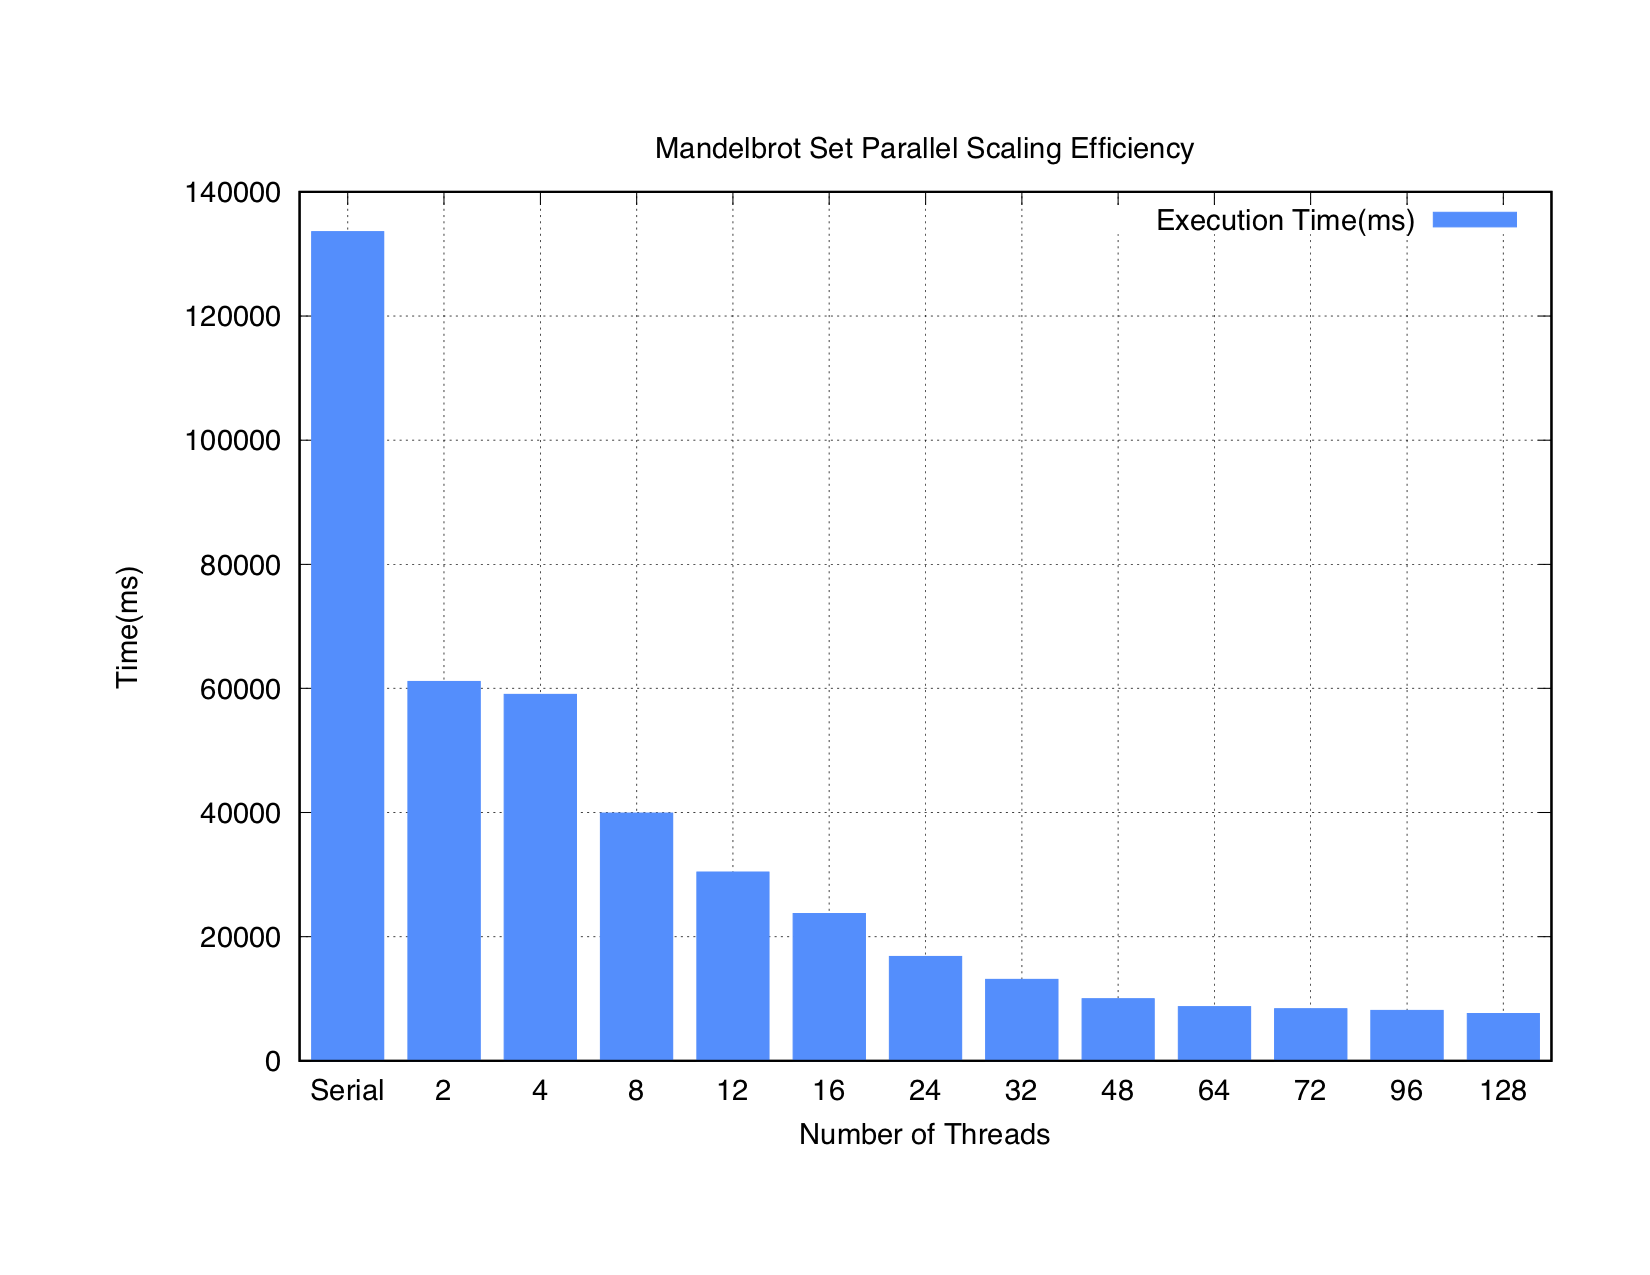 Mandelbrot Set Parallel Scaling Efficiency
Execution Time(ms)
140000
120000
100000
80000
60000
40000
20000
0
Time(ms)
Serial 2 4 8 12 16 24 32 48 64 72 96 128
Number of Threads